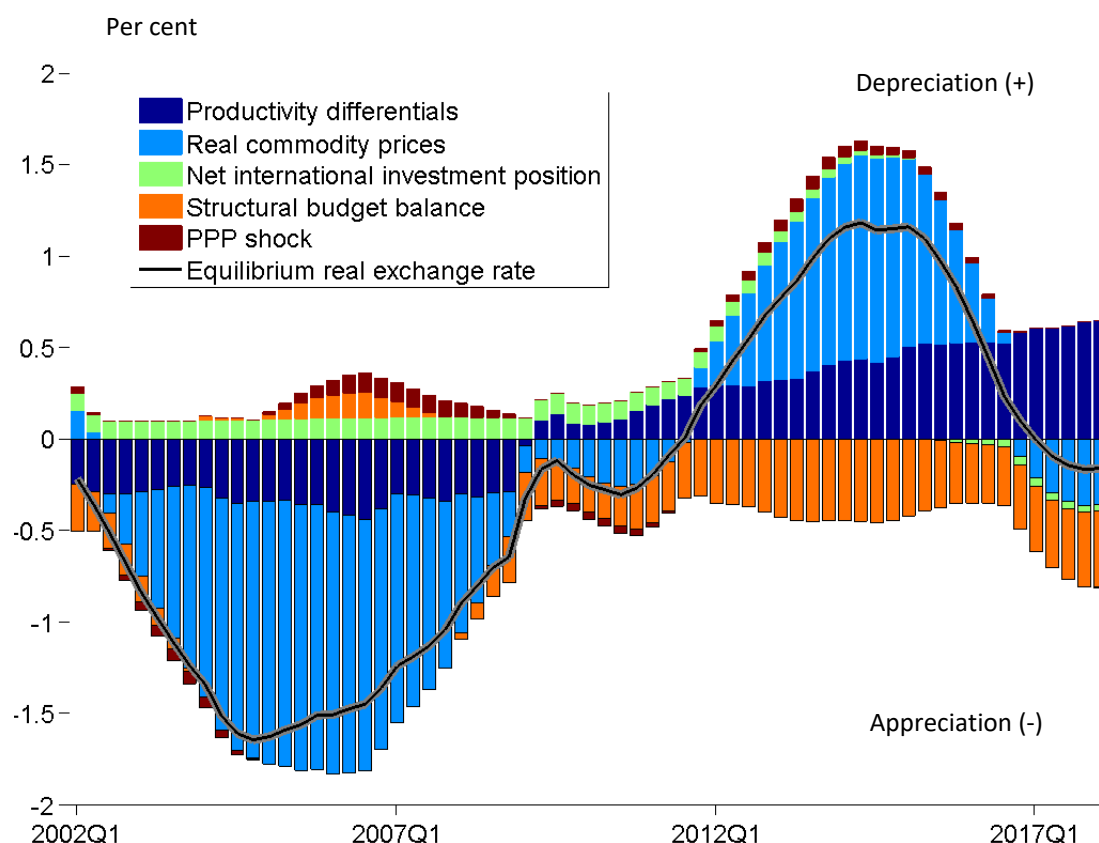 Per cent
2
Depreciation (+)
Productivity differentials
1.5
Real commodity prices
Net international investment position
Structural budget balance
PPP shock
1
Equilibrium real exchange rate
0.5
0
-0.5
-1
-1.5
Appreciation (-)
-2
2002Q1 2007Q1 2012Q1 2017Q1